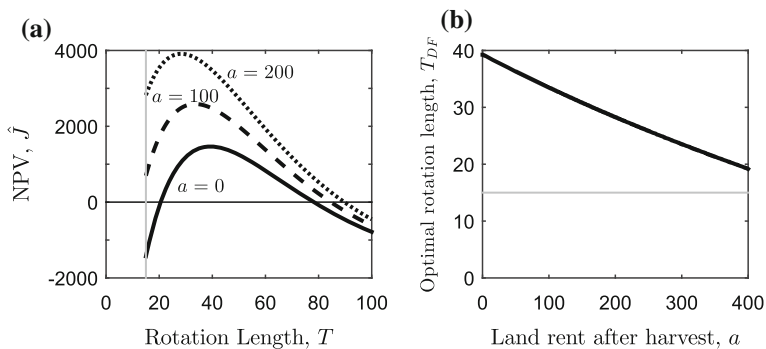 (a)
NPV, Ĵ
4000
2000
0
-2000
a = 200
a = 100
a = 0
0 20 40 60 80 100
Rotation Length, T
(b)
Optimal rotation length, T_DF
40
30
20
10
0
0 100 200 300 400
Land rent after harvest, a